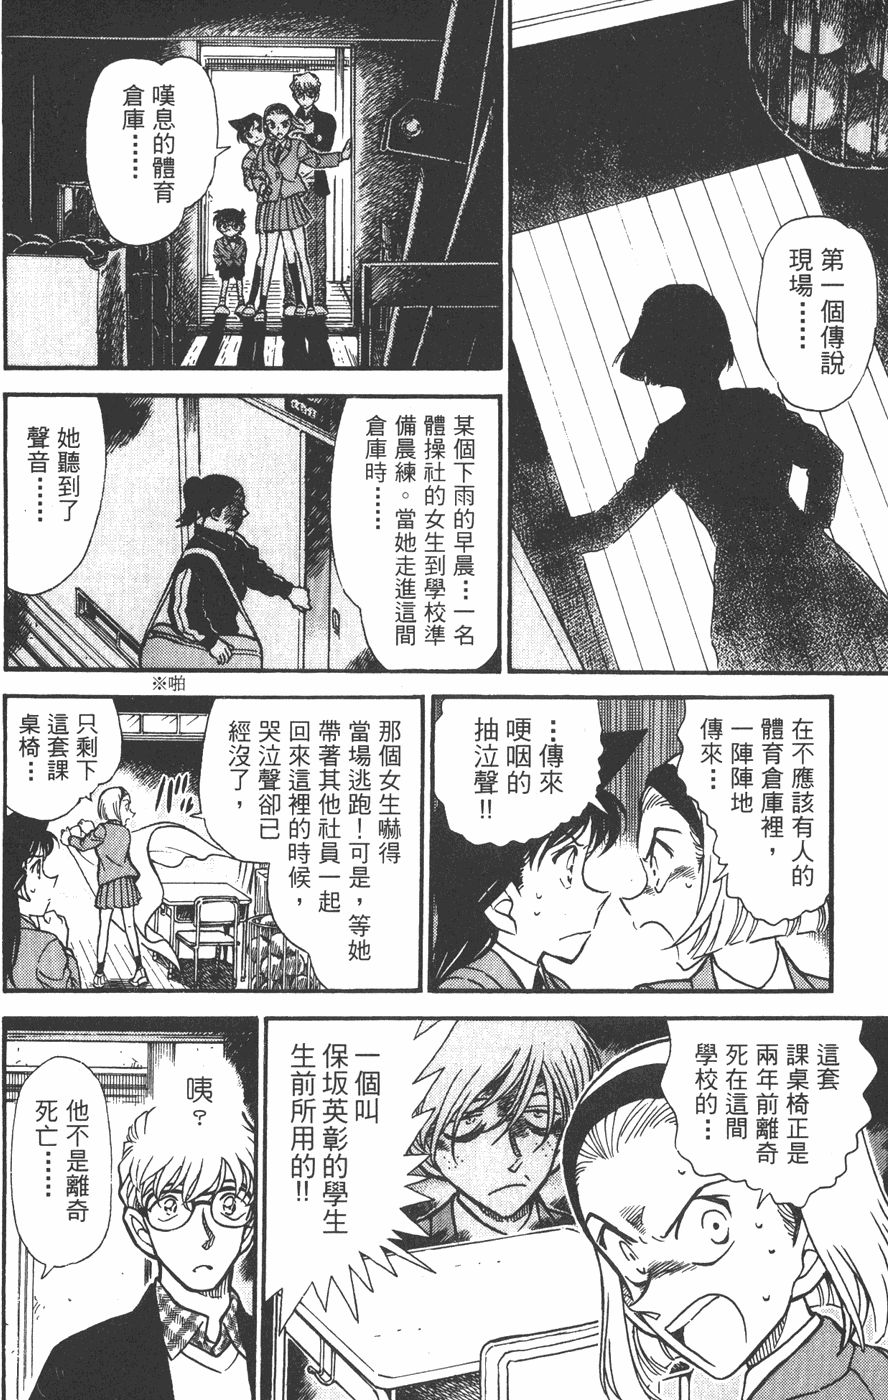 第一個傳說
現場……
嘆息的體育
倉庫……
某個下雨的早晨…一名
體操社的女生到學校準
備晨練。當她走進這間
倉庫時……
她聽到了
聲音……
※啪
在不應該有人的
體育倉庫裡，
一陣陣地
傳來…
…傳來
哽咽的
抽泣聲!!
那個女生嚇得
當場逃跑！可是，等她
帶著其他社員一起
回來這裡的時候，
哭泣聲卻已
經沒了，
只剩下
這套課
桌椅…
這套
課桌椅正是
兩年前離奇
死在這間
學校的…
一個叫
保坂英彰的學生
生前所用的!!
咦？
他不是離奇
死亡……